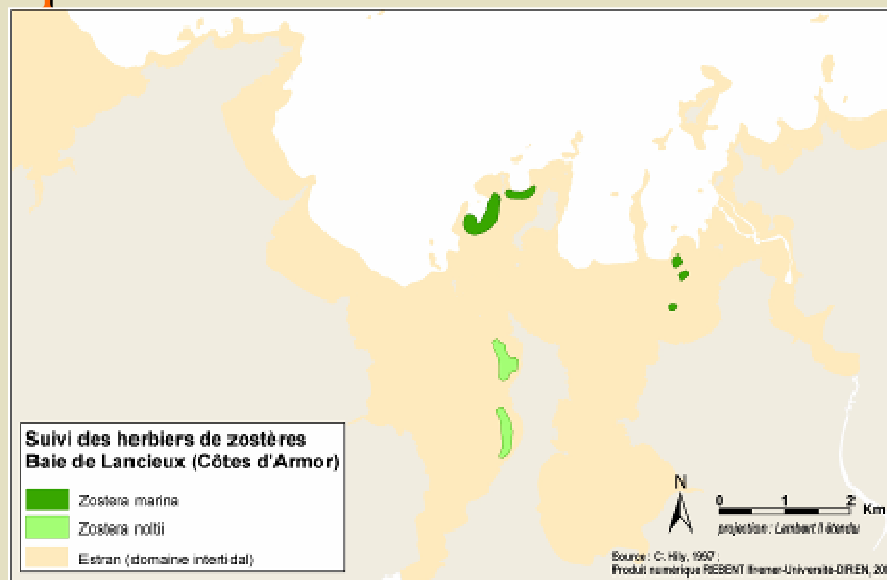 Suivi des herbiers de zostères
Baie de Lancieux (Côtes d'Armor)
Zostera marina
Zostera noltii
Estran (domaine intertidal)
N
0 1 2 Km
projection : Lambert II étendu
Source : C. Hily, 1997
Produit numérique REBENT Ifremer-Université-DIREN,